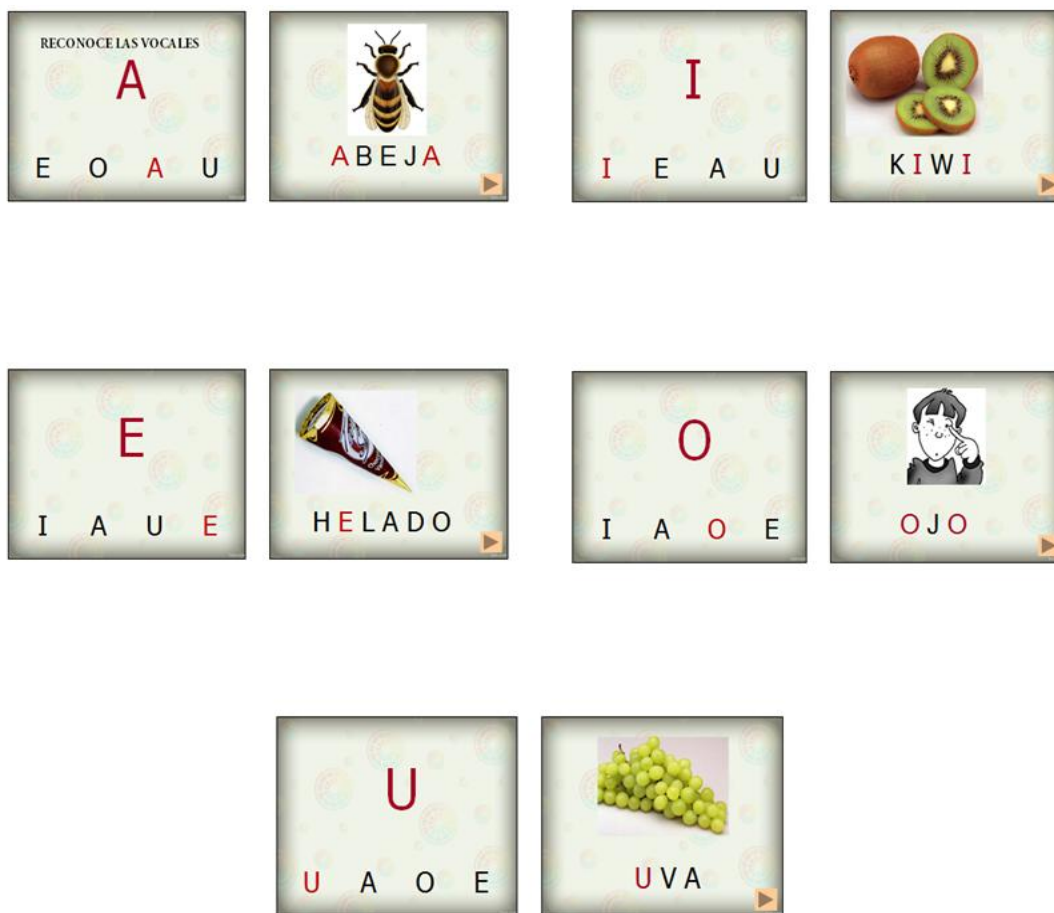 RECONOCE LAS VOCALES
A
E O A U
ABEJA
I
I E A U
KIWI
E
I A U E
HELADO
O
I A O E
OJO
U
U A O E
UVA